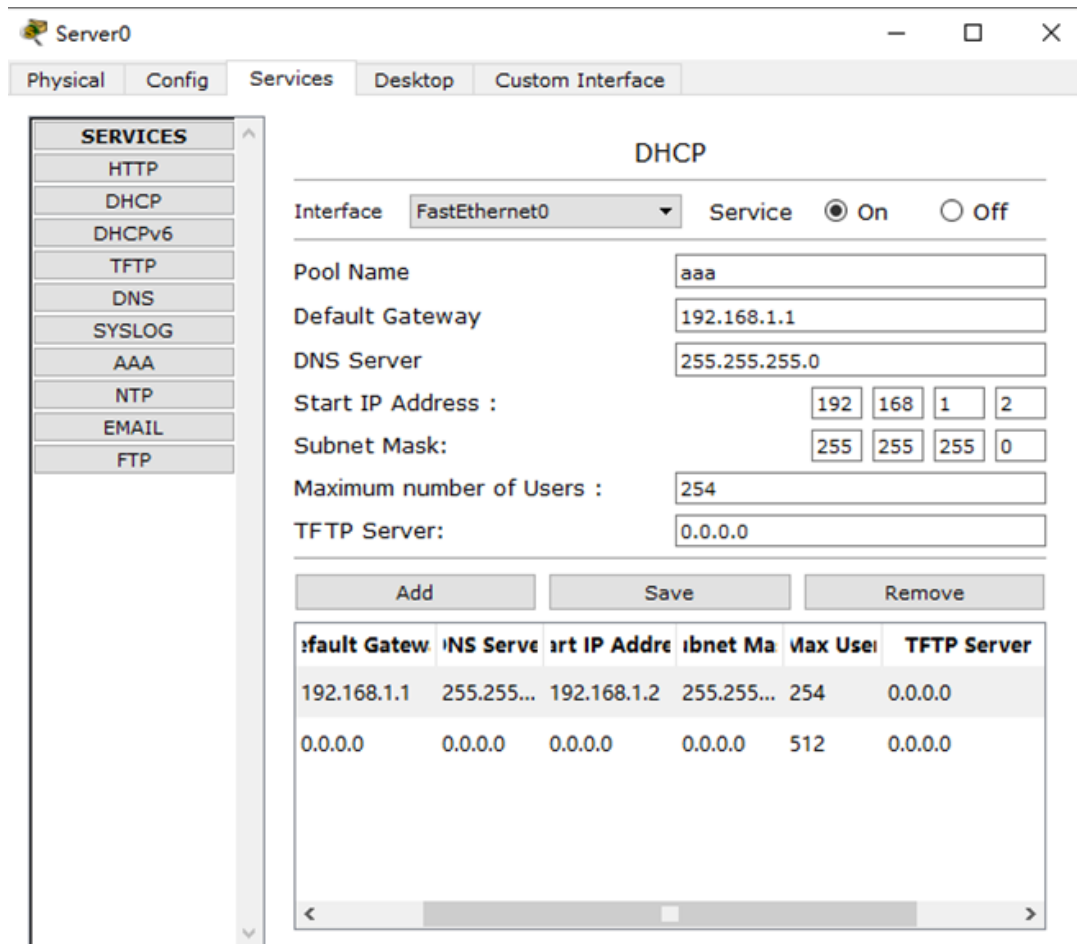 Server0
Physical Config Services Desktop Custom Interface
SERVICES
HTTP
DHCP
DHCPv6
TFTP
DNS
SYSLOG
AAA
NTP
EMAIL
FTP
DHCP
Interface FastEthernet0 Service On Off
Pool Name aaa
Default Gateway 192.168.1.1
DNS Server 255.255.255.0
Start IP Address : 192 168 1 2
Subnet Mask: 255 255 255 0
Maximum number of Users : 254
TFTP Server: 0.0.0.0
Add Save Remove
efault Gatew NS Serve art IP Addre ubnet Ma Max User TFTP Server
192.168.1.1 255.255... 192.168.1.2 255.255... 254 0.0.0.0
0.0.0.0 0.0.0.0 0.0.0.0 0.0.0.0 512 0.0.0.0